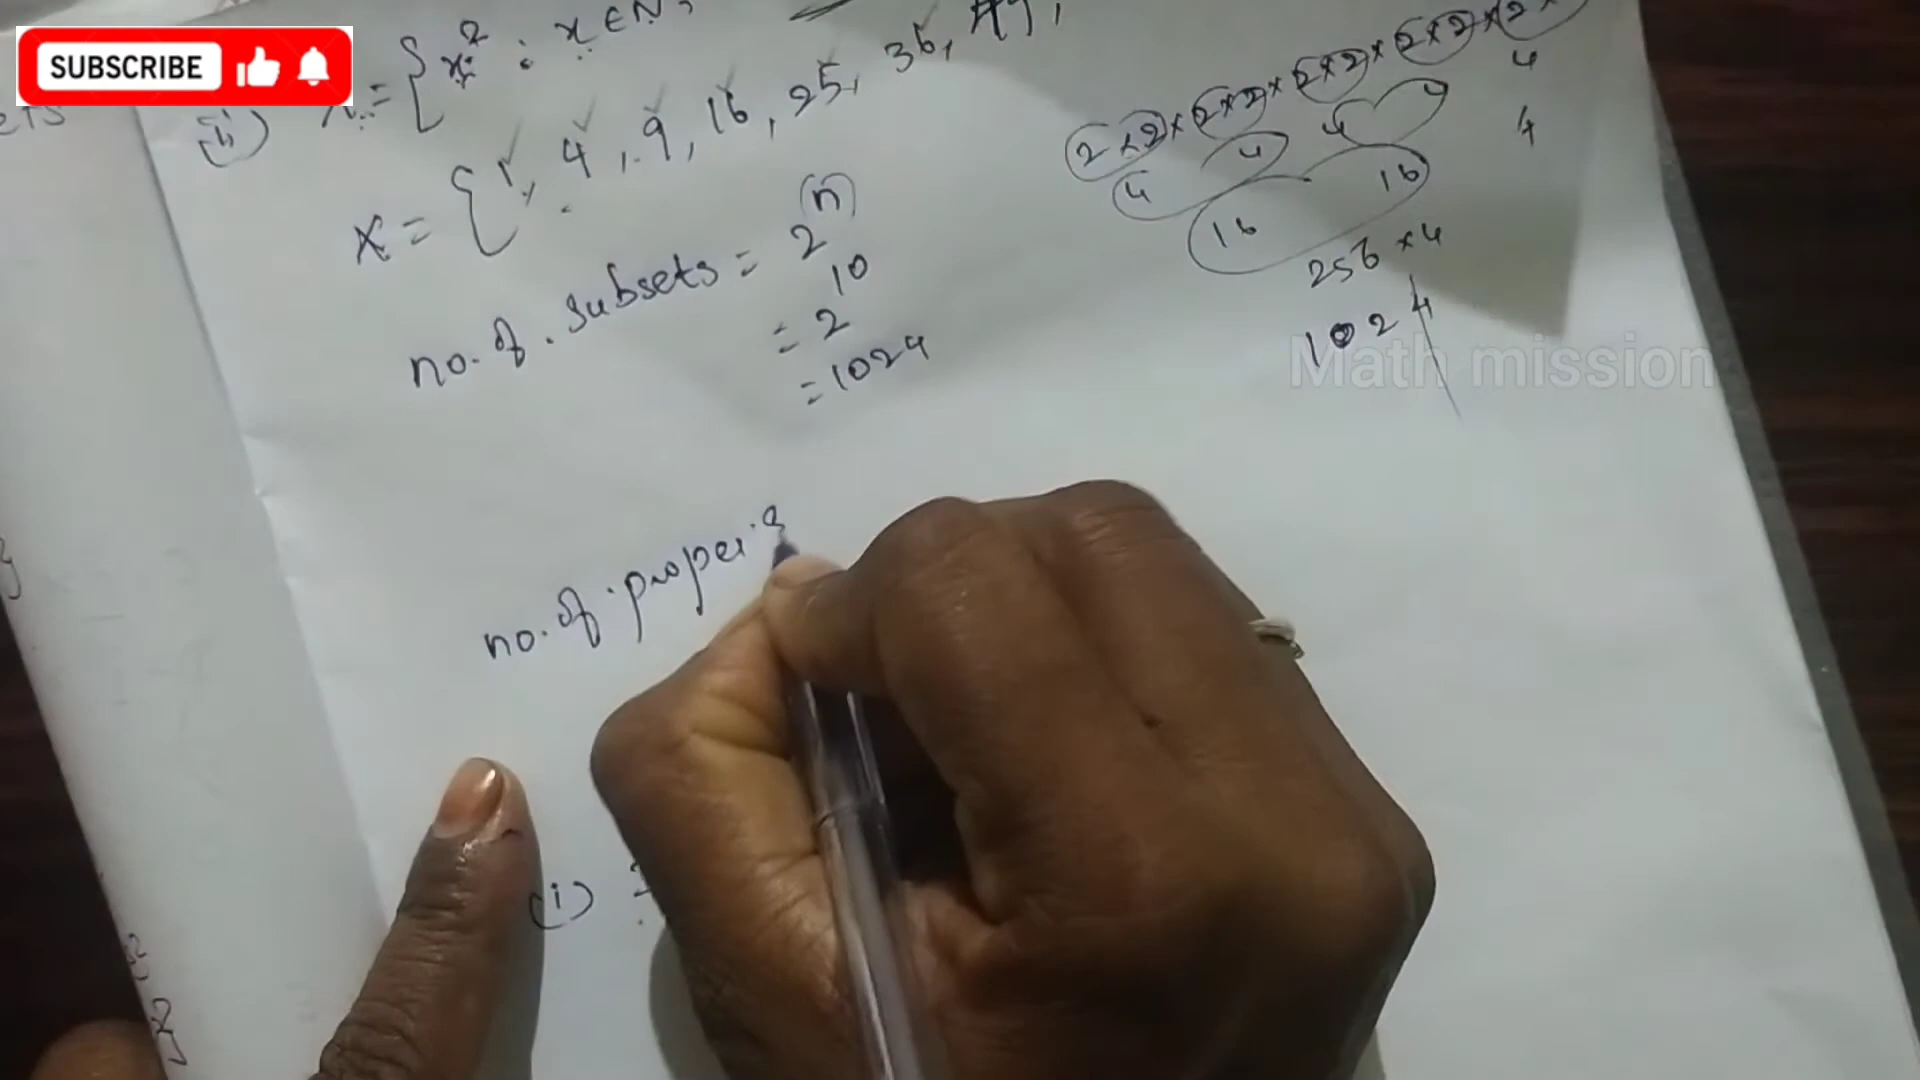 SUBSCRIBE
(ii) X = { x² : x ∈ N,
X = { 1, 4, 9, 16, 25, 36, 49,
no. of. subsets = 2ⁿ
= 2¹⁰
= 1024
2×2×2×2×2×2×2×2×2×
4 4 4 4 4
16 16 4
256×4
1024
Math mission
no. of. proper. s
(i)